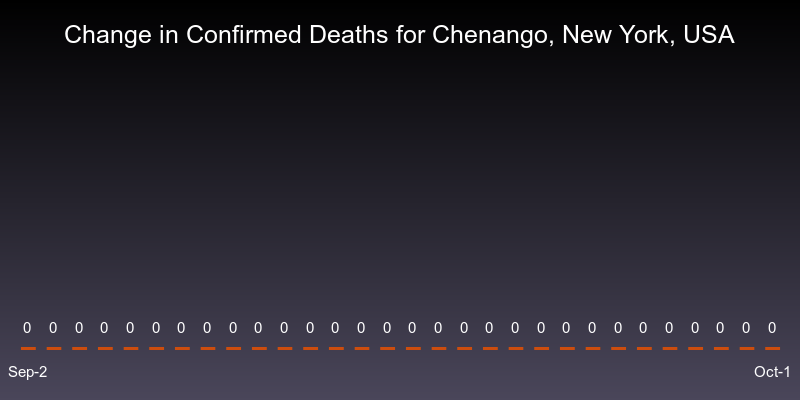 Change in Confirmed Deaths for Chenango, New York, USA
0 0 0 0 0 0 0 0 0 0 0 0 0 0 0 0 0 0 0 0 0 0 0 0 0 0 0 0 0 0
Sep-2 Oct-1